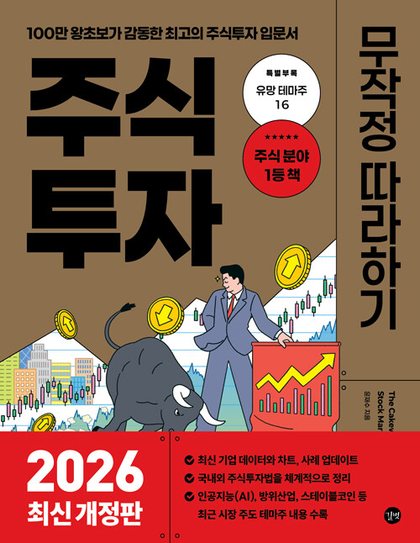 100만 왕초보가 감동한 최고의 주식투자 입문서
주식
투자
특별부록
유망 테마주
16
★★★★★
주식 분야
1등 책
무작정 따라하기
The Cakew
Stock Mar
윤재수 지음
2026
최신 개정판
최신 기업 데이터와 차트, 사례 업데이트
국내외 주식투자법을 체계적으로 정리
인공지능(AI), 방위산업, 스테이블코인 등
최근 시장 주도 테마주 내용 수록
길벗